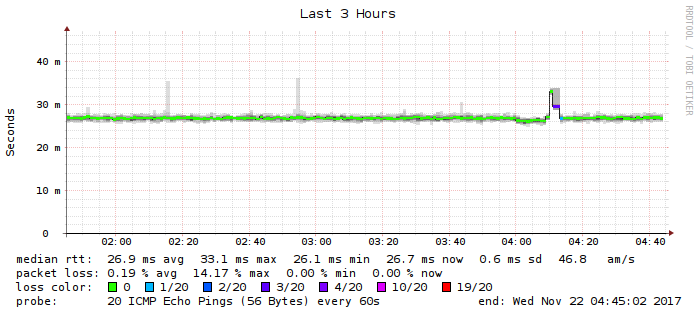 Last 3 Hours
RRDTOOL / TOBI OETIKER
Seconds
40 m
30 m
20 m
10 m
0
02:00 02:20 02:40 03:00 03:20 03:40 04:00 04:20 04:40
median rtt: 26.9 ms avg 33.1 ms max 26.1 ms min 26.7 ms now 0.6 ms sd 46.8 am/s
packet loss: 0.19 % avg 14.17 % max 0.00 % min 0.00 % now
loss color: 0 1/20 2/20 3/20 4/20 10/20 19/20
probe: 20 ICMP Echo Pings (56 Bytes) every 60s end: Wed Nov 22 04:45:02 2017